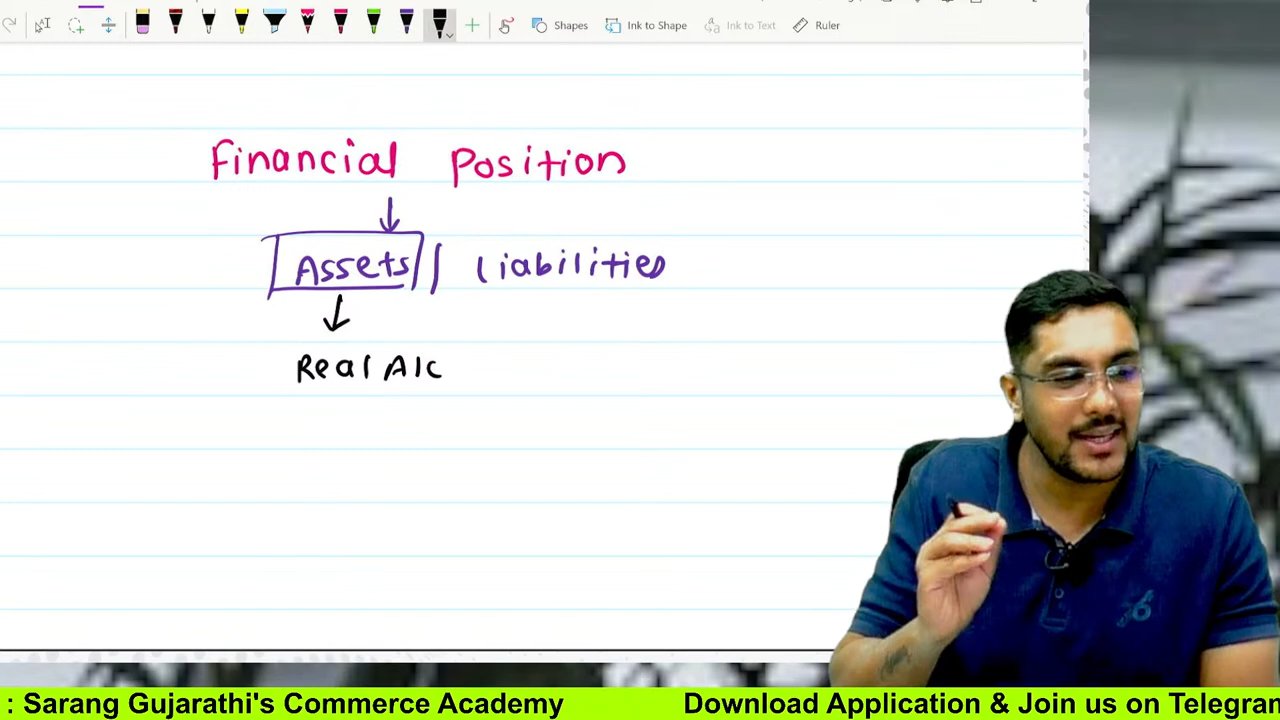 Shapes Ink to Shape Ink to Text Ruler
Financial Position
Assets / liabilities
Real A/c
: Sarang Gujarathi's Commerce Academy Download Application & Join us on Telegran